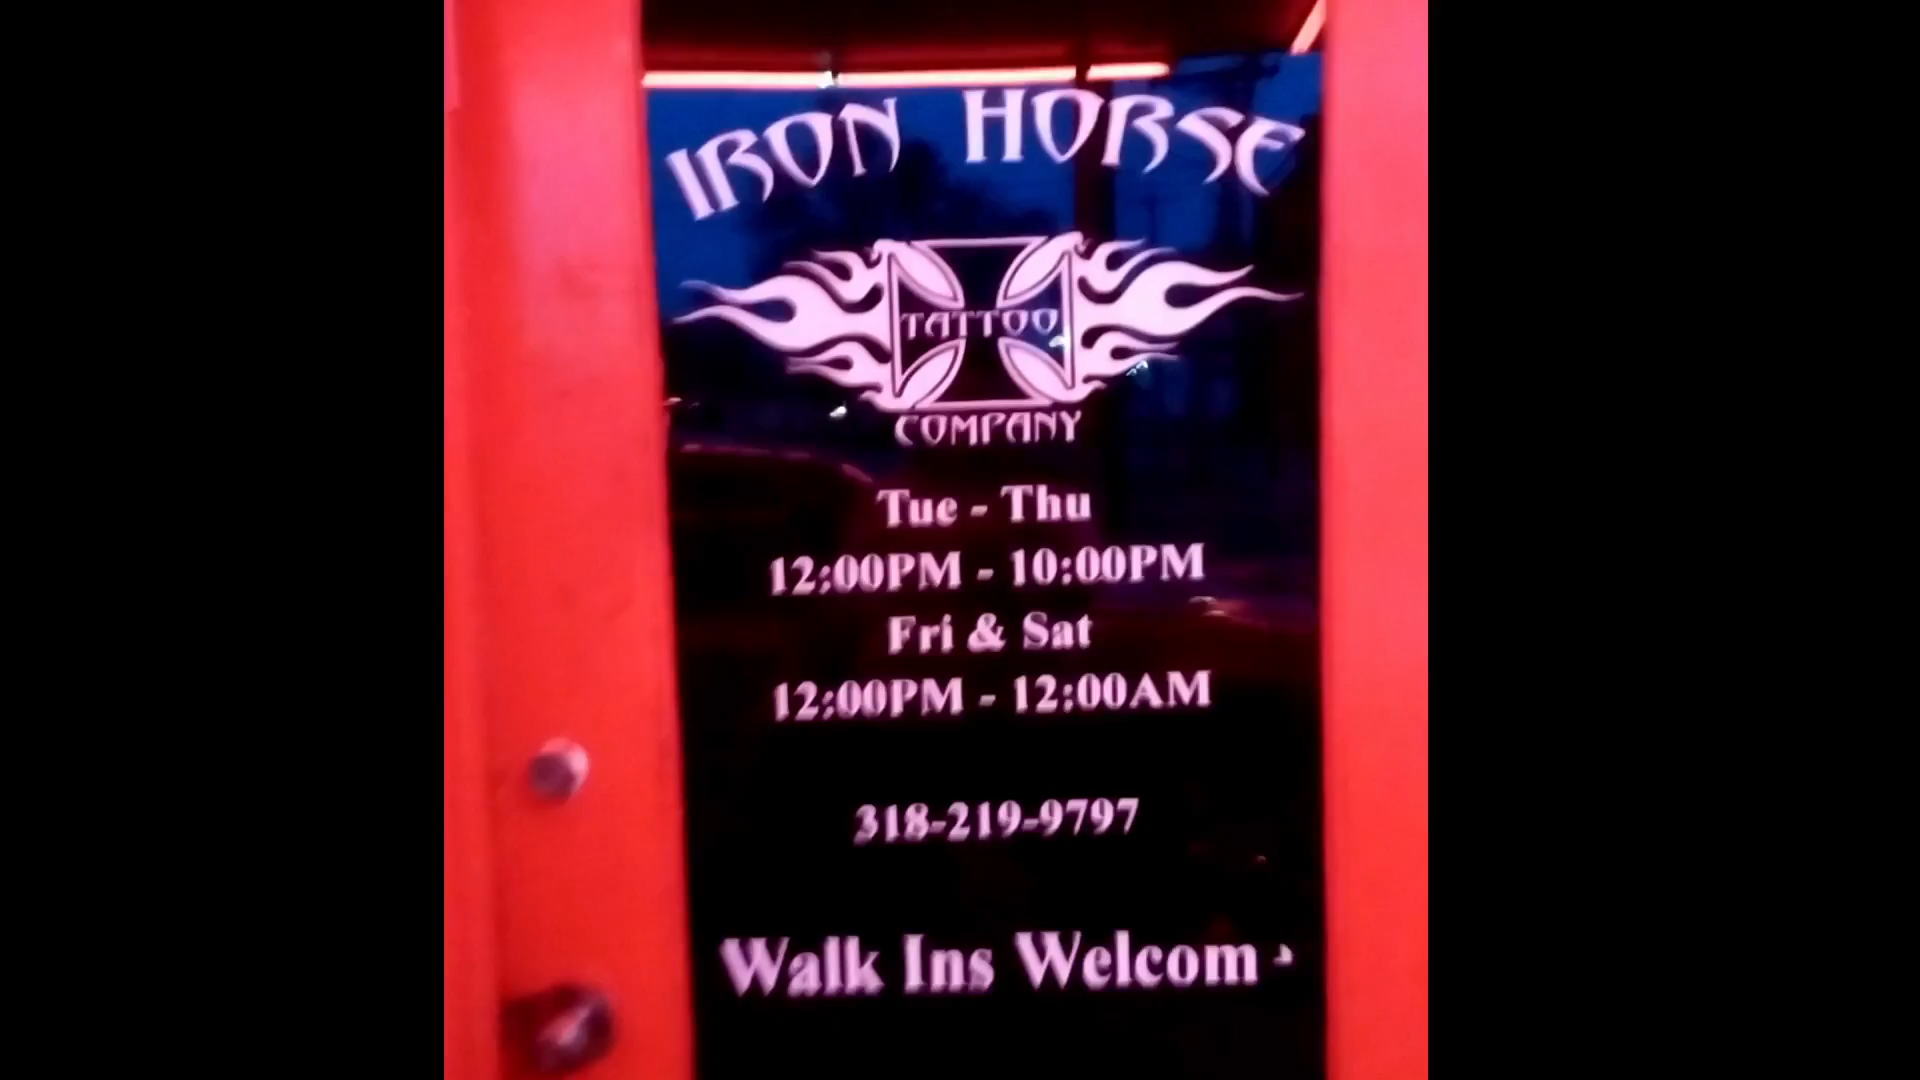 IRON HORSE
TATTOO
COMPANY
Tue - Thu
12:00PM - 10:00PM
Fri & Sat
12:00PM - 12:00AM
318-219-9797
Walk Ins Welcom